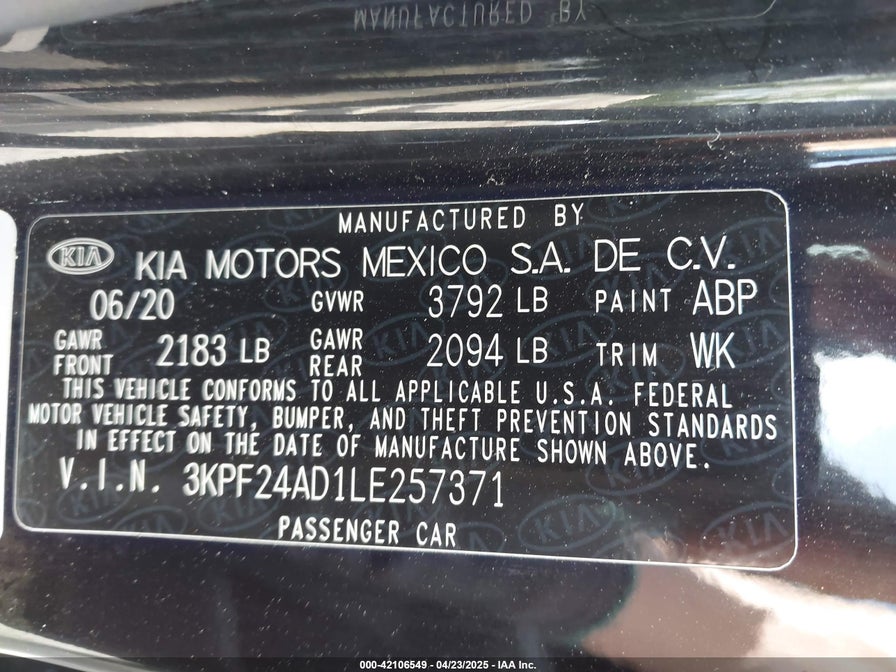 MANUFACTURED BY
MANUFACTURED BY
KIA KIA MOTORS MEXICO S.A. DE C.V.
06/20 GVWR 3792 LB PAINT ABP
GAWR FRONT 2183 LB GAWR REAR 2094 LB TRIM WK
THIS VEHICLE CONFORMS TO ALL APPLICABLE U.S.A. FEDERAL
MOTOR VEHICLE SAFETY, BUMPER, AND THEFT PREVENTION STANDARDS
IN EFFECT ON THE DATE OF MANUFACTURE SHOWN ABOVE.
V.I.N. 3KPF24AD1LE257371
PASSENGER CAR
000-42106549 | 04/23/2025 - IAA Inc.